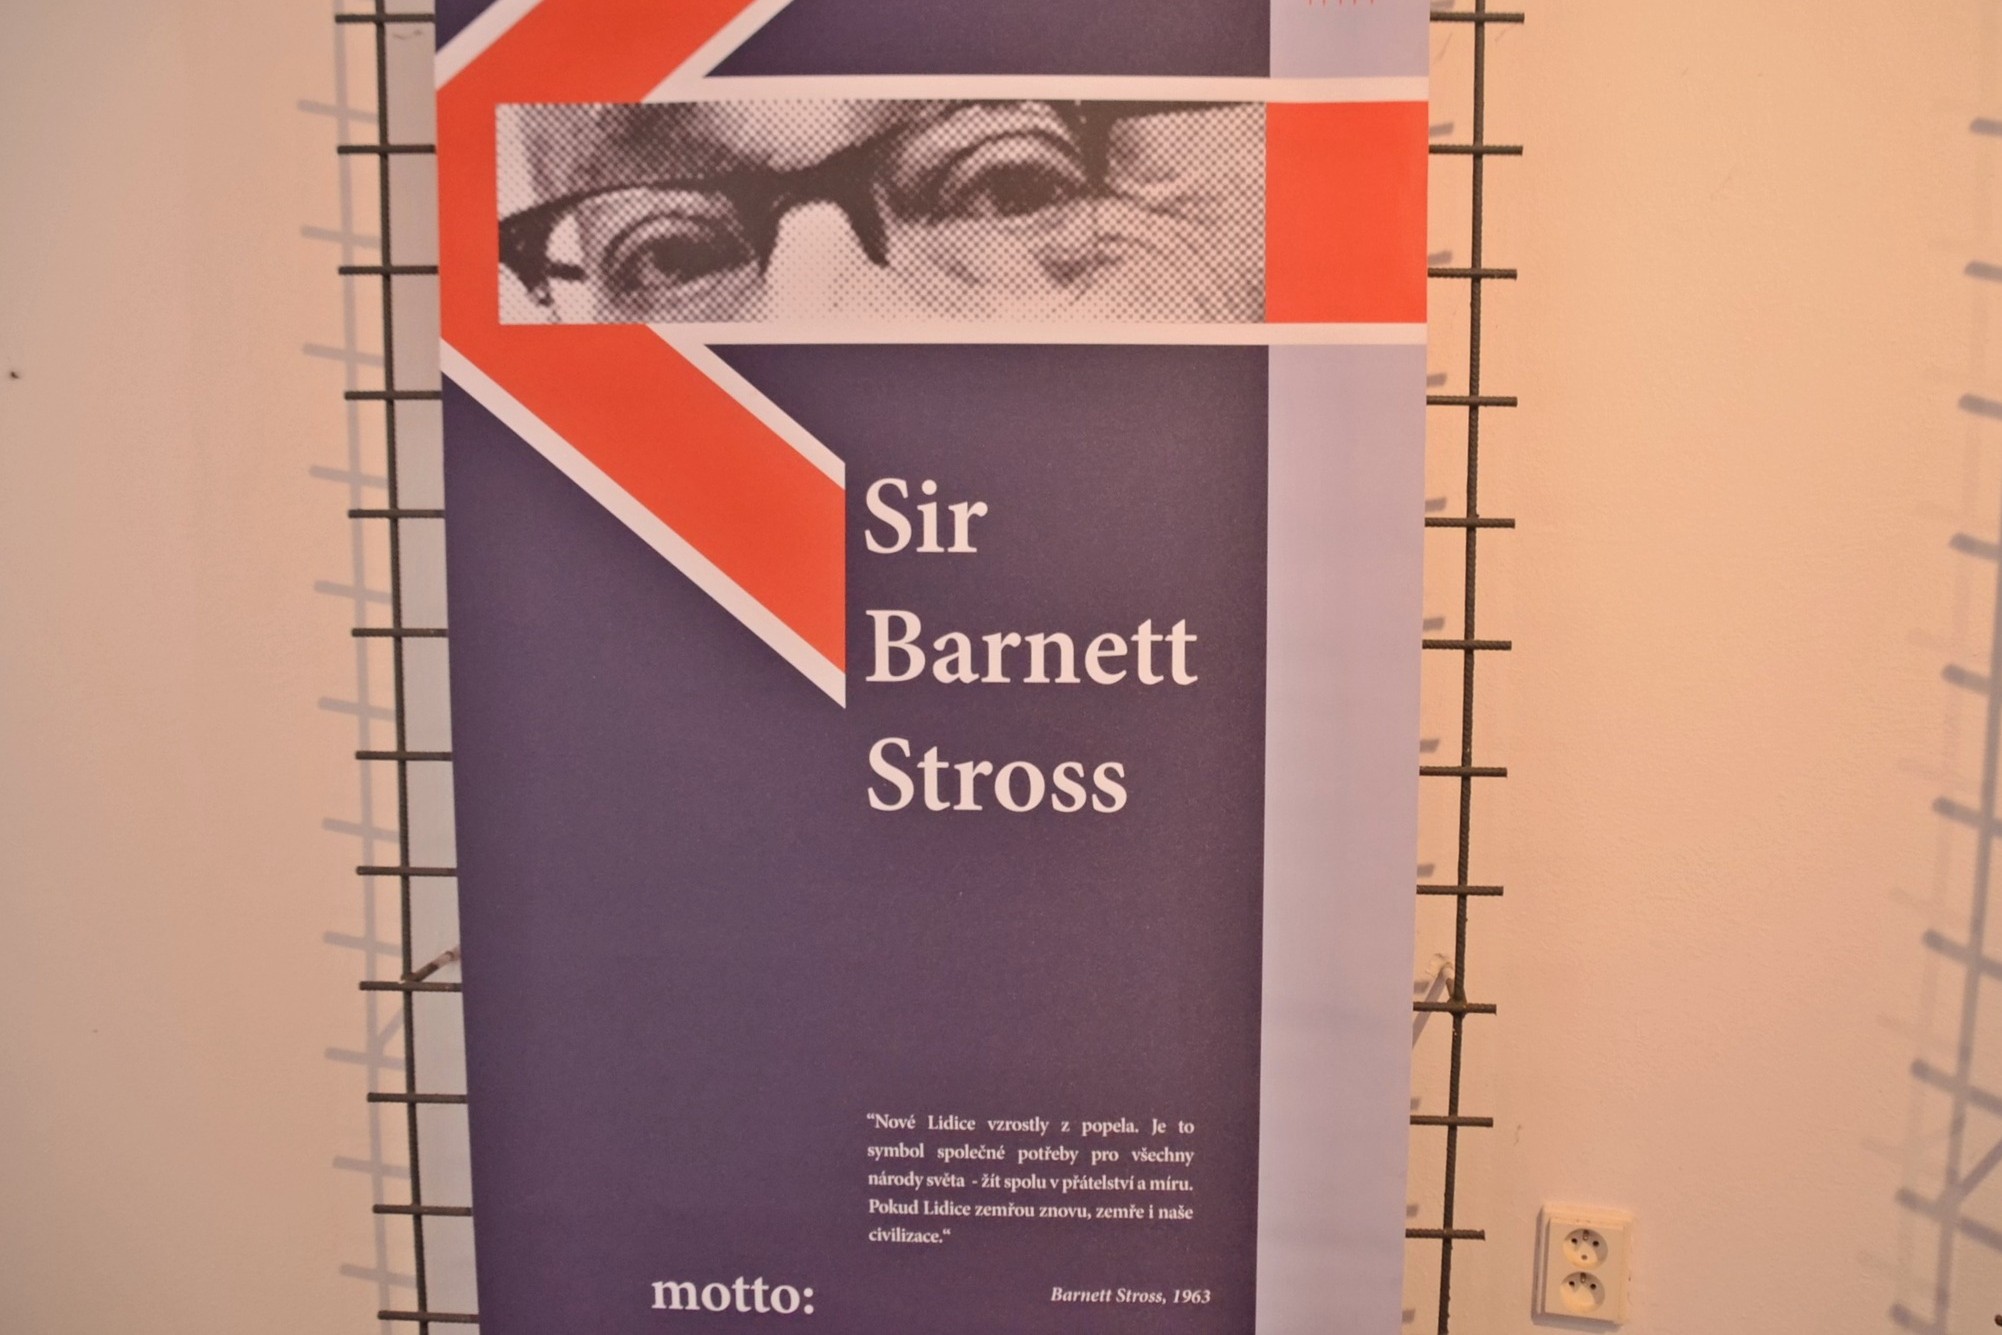 Sir
Barnett
Stross
“Nové Lidice vzrostly z popela. Je to
symbol společné potřeby pro všechny
národy světa - žít spolu v přátelství a míru.
Pokud Lidice zemřou znovu, zemře i naše
civilizace.“
motto:
Barnett Stross, 1963